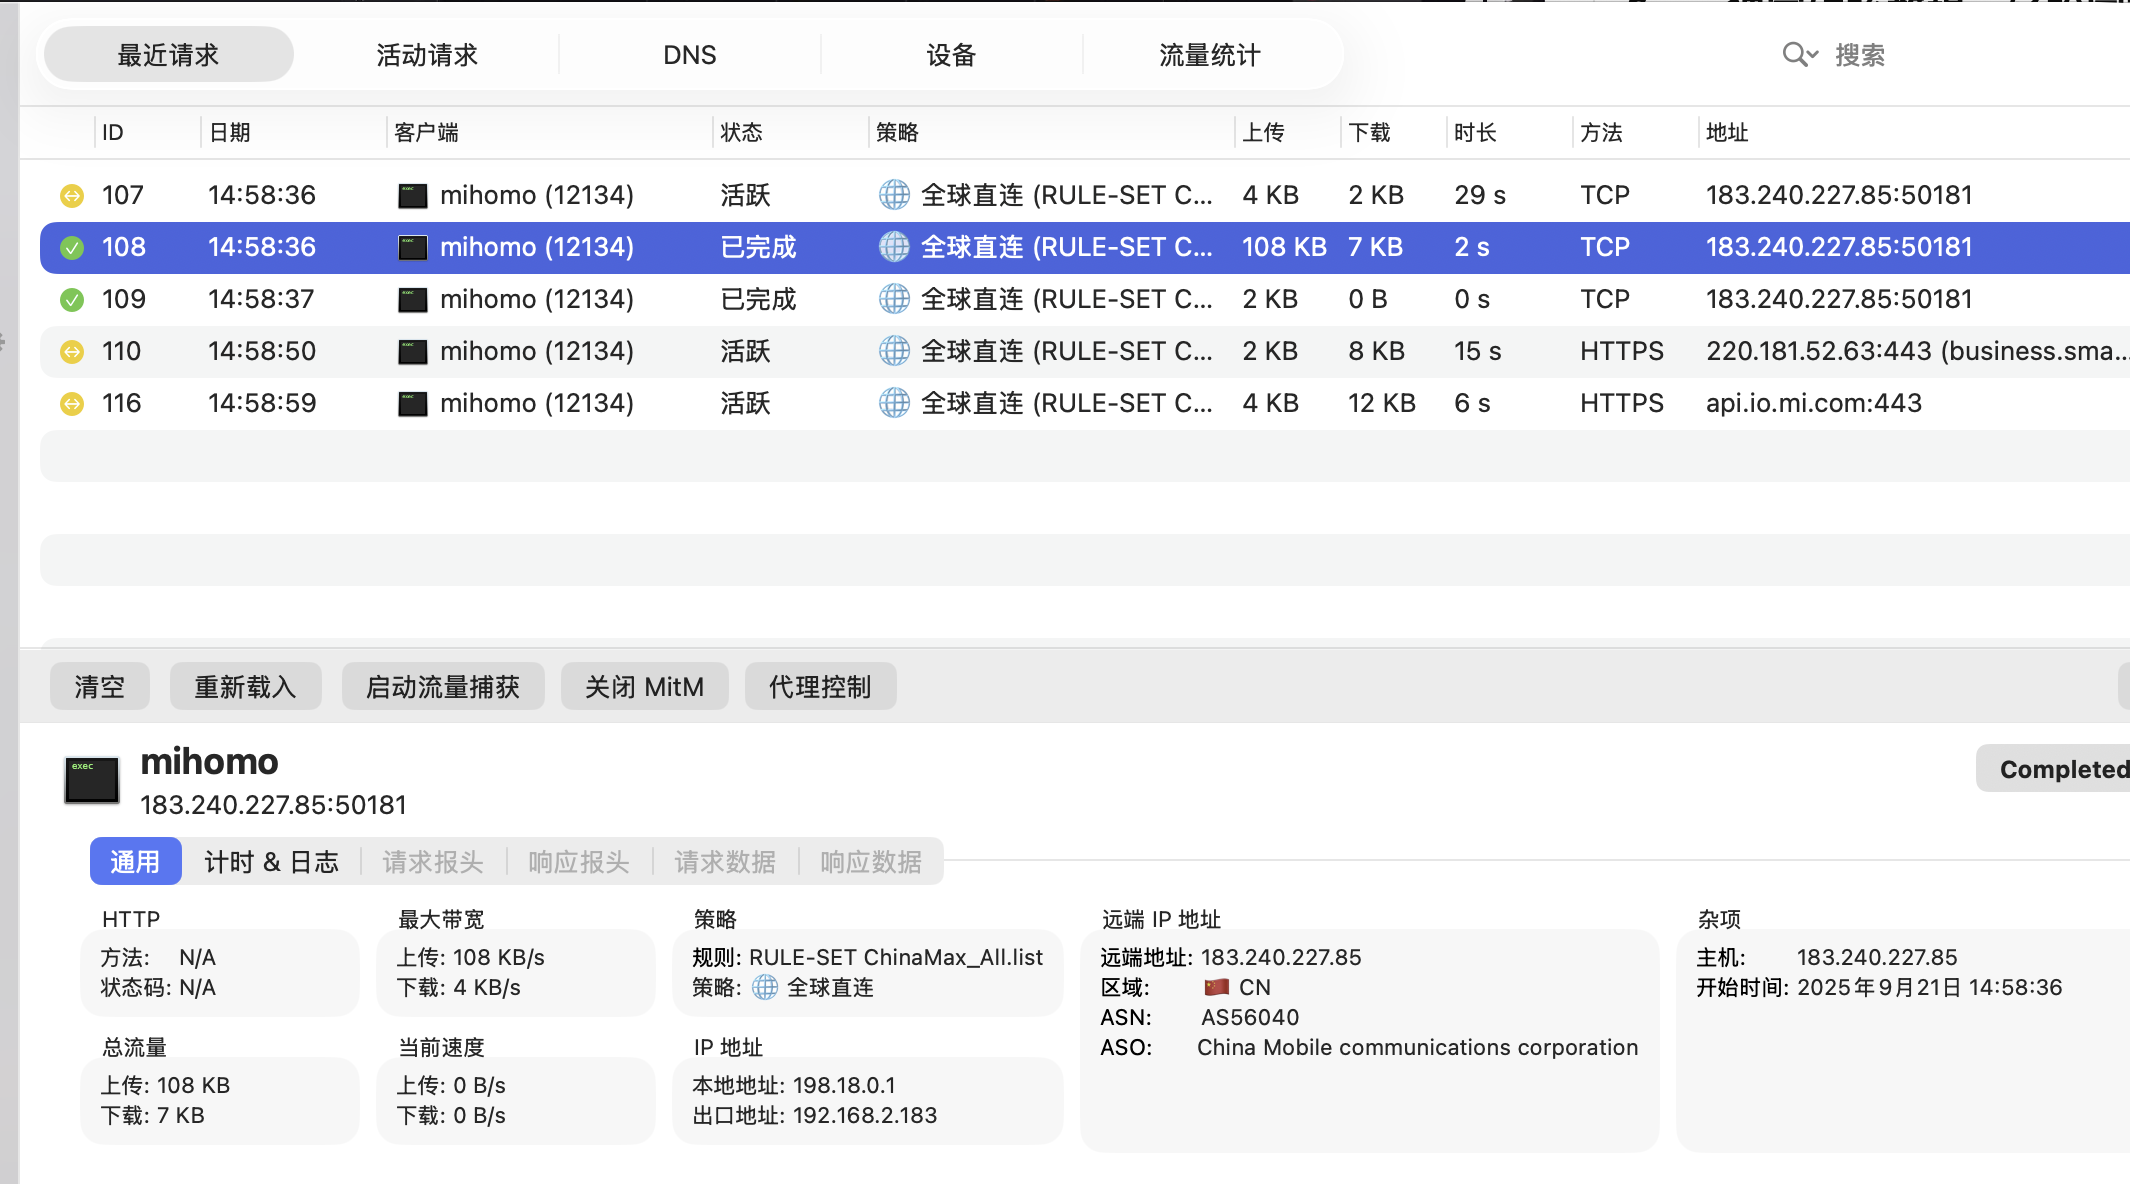 最近请求 活动请求 DNS 设备 流量统计 搜索
ID 日期 客户端 状态 策略 上传 下载 时长 方法 地址
107 14:58:36 mihomo (12134) 活跃 全球直连 (RULE-SET C... 4 KB 2 KB 29 s TCP 183.240.227.85:50181
108 14:58:36 mihomo (12134) 已完成 全球直连 (RULE-SET C... 108 KB 7 KB 2 s TCP 183.240.227.85:50181
109 14:58:37 mihomo (12134) 已完成 全球直连 (RULE-SET C... 2 KB 0 B 0 s TCP 183.240.227.85:50181
110 14:58:50 mihomo (12134) 活跃 全球直连 (RULE-SET C... 2 KB 8 KB 15 s HTTPS 220.181.52.63:443 (business.sma...
116 14:58:59 mihomo (12134) 活跃 全球直连 (RULE-SET C... 4 KB 12 KB 6 s HTTPS api.io.mi.com:443
清空 重新载入 启动流量捕获 关闭 MitM 代理控制
exec
mihomo
183.240.227.85:50181
Completed
通用 计时 & 日志 请求报头 响应报头 请求数据 响应数据
HTTP
方法: N/A
状态码: N/A
最大带宽
上传: 108 KB/s
下载: 4 KB/s
策略
规则: RULE-SET ChinaMax_All.list
策略: 全球直连
远端 IP 地址
远端地址: 183.240.227.85
区域: CN
ASN: AS56040
ASO: China Mobile communications corporation
杂项
主机: 183.240.227.85
开始时间: 2025年9月21日 14:58:36
总流量
上传: 108 KB
下载: 7 KB
当前速度
上传: 0 B/s
下载: 0 B/s
IP 地址
本地地址: 198.18.0.1
出口地址: 192.168.2.183